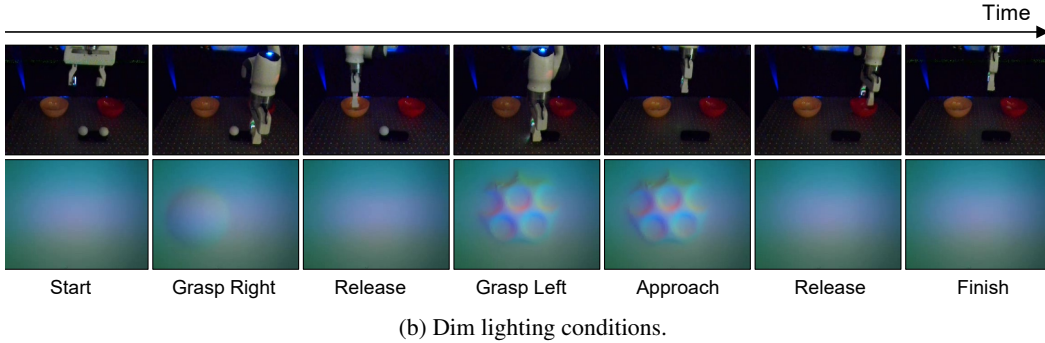 Time
Start
Grasp Right
Release
Grasp Left
Approach
Release
Finish
(b) Dim lighting conditions.